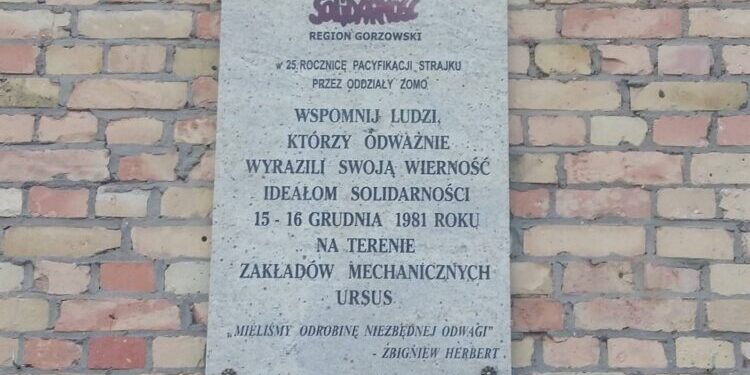 SOLIDARNOŚĆ
REGION GORZOWSKI
w 25 ROCZNICĘ PACYFIKACJI STRAJKU
PRZEZ ODDZIAŁY ZOMO
WSPOMNIJ LUDZI,
KTÓRZY ODWAŻNIE
WYRAZILI SWOJĄ WIERNOŚĆ
IDEAŁOM SOLIDARNOŚCI
15 - 16 GRUDNIA 1981 ROKU
NA TERENIE
ZAKŁADÓW MECHANICZNYCH
URSUS
„MIELIŚMY ODROBINĘ NIEZBĘDNEJ ODWAGI"
- ZBIGNIEW HERBERT